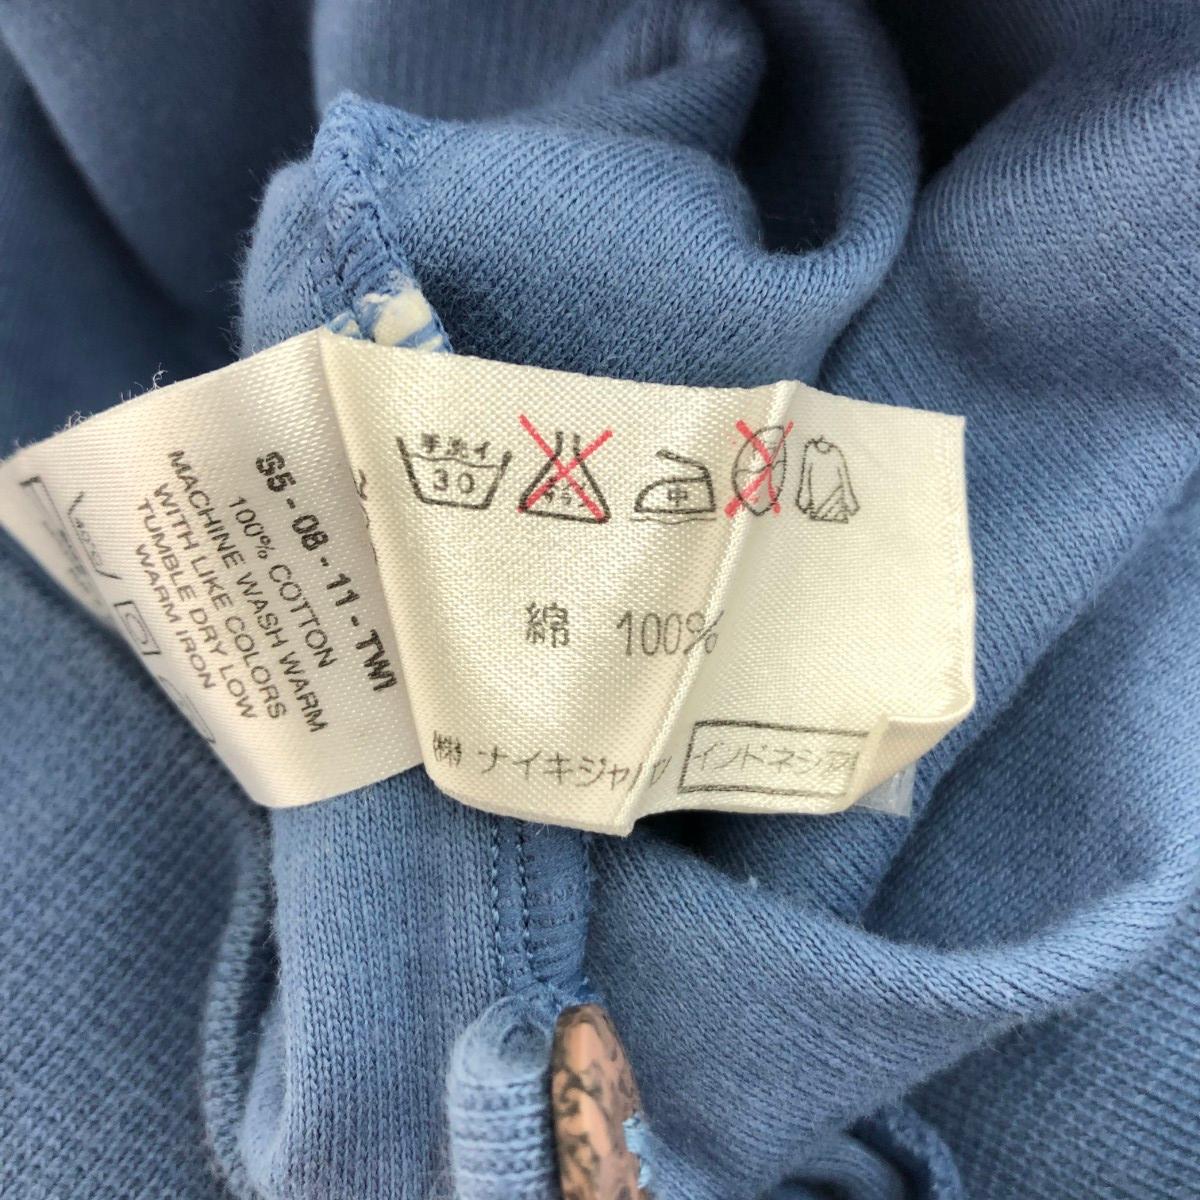 S5-08-11-TW1
100% COTTON
MACHINE WASH WARM
WITH LIKE COLORS
TUMBLE DRY LOW
WARM IRON
手洗イ
30
中
綿 100%
㈱ ナイキジャパン
インドネシア